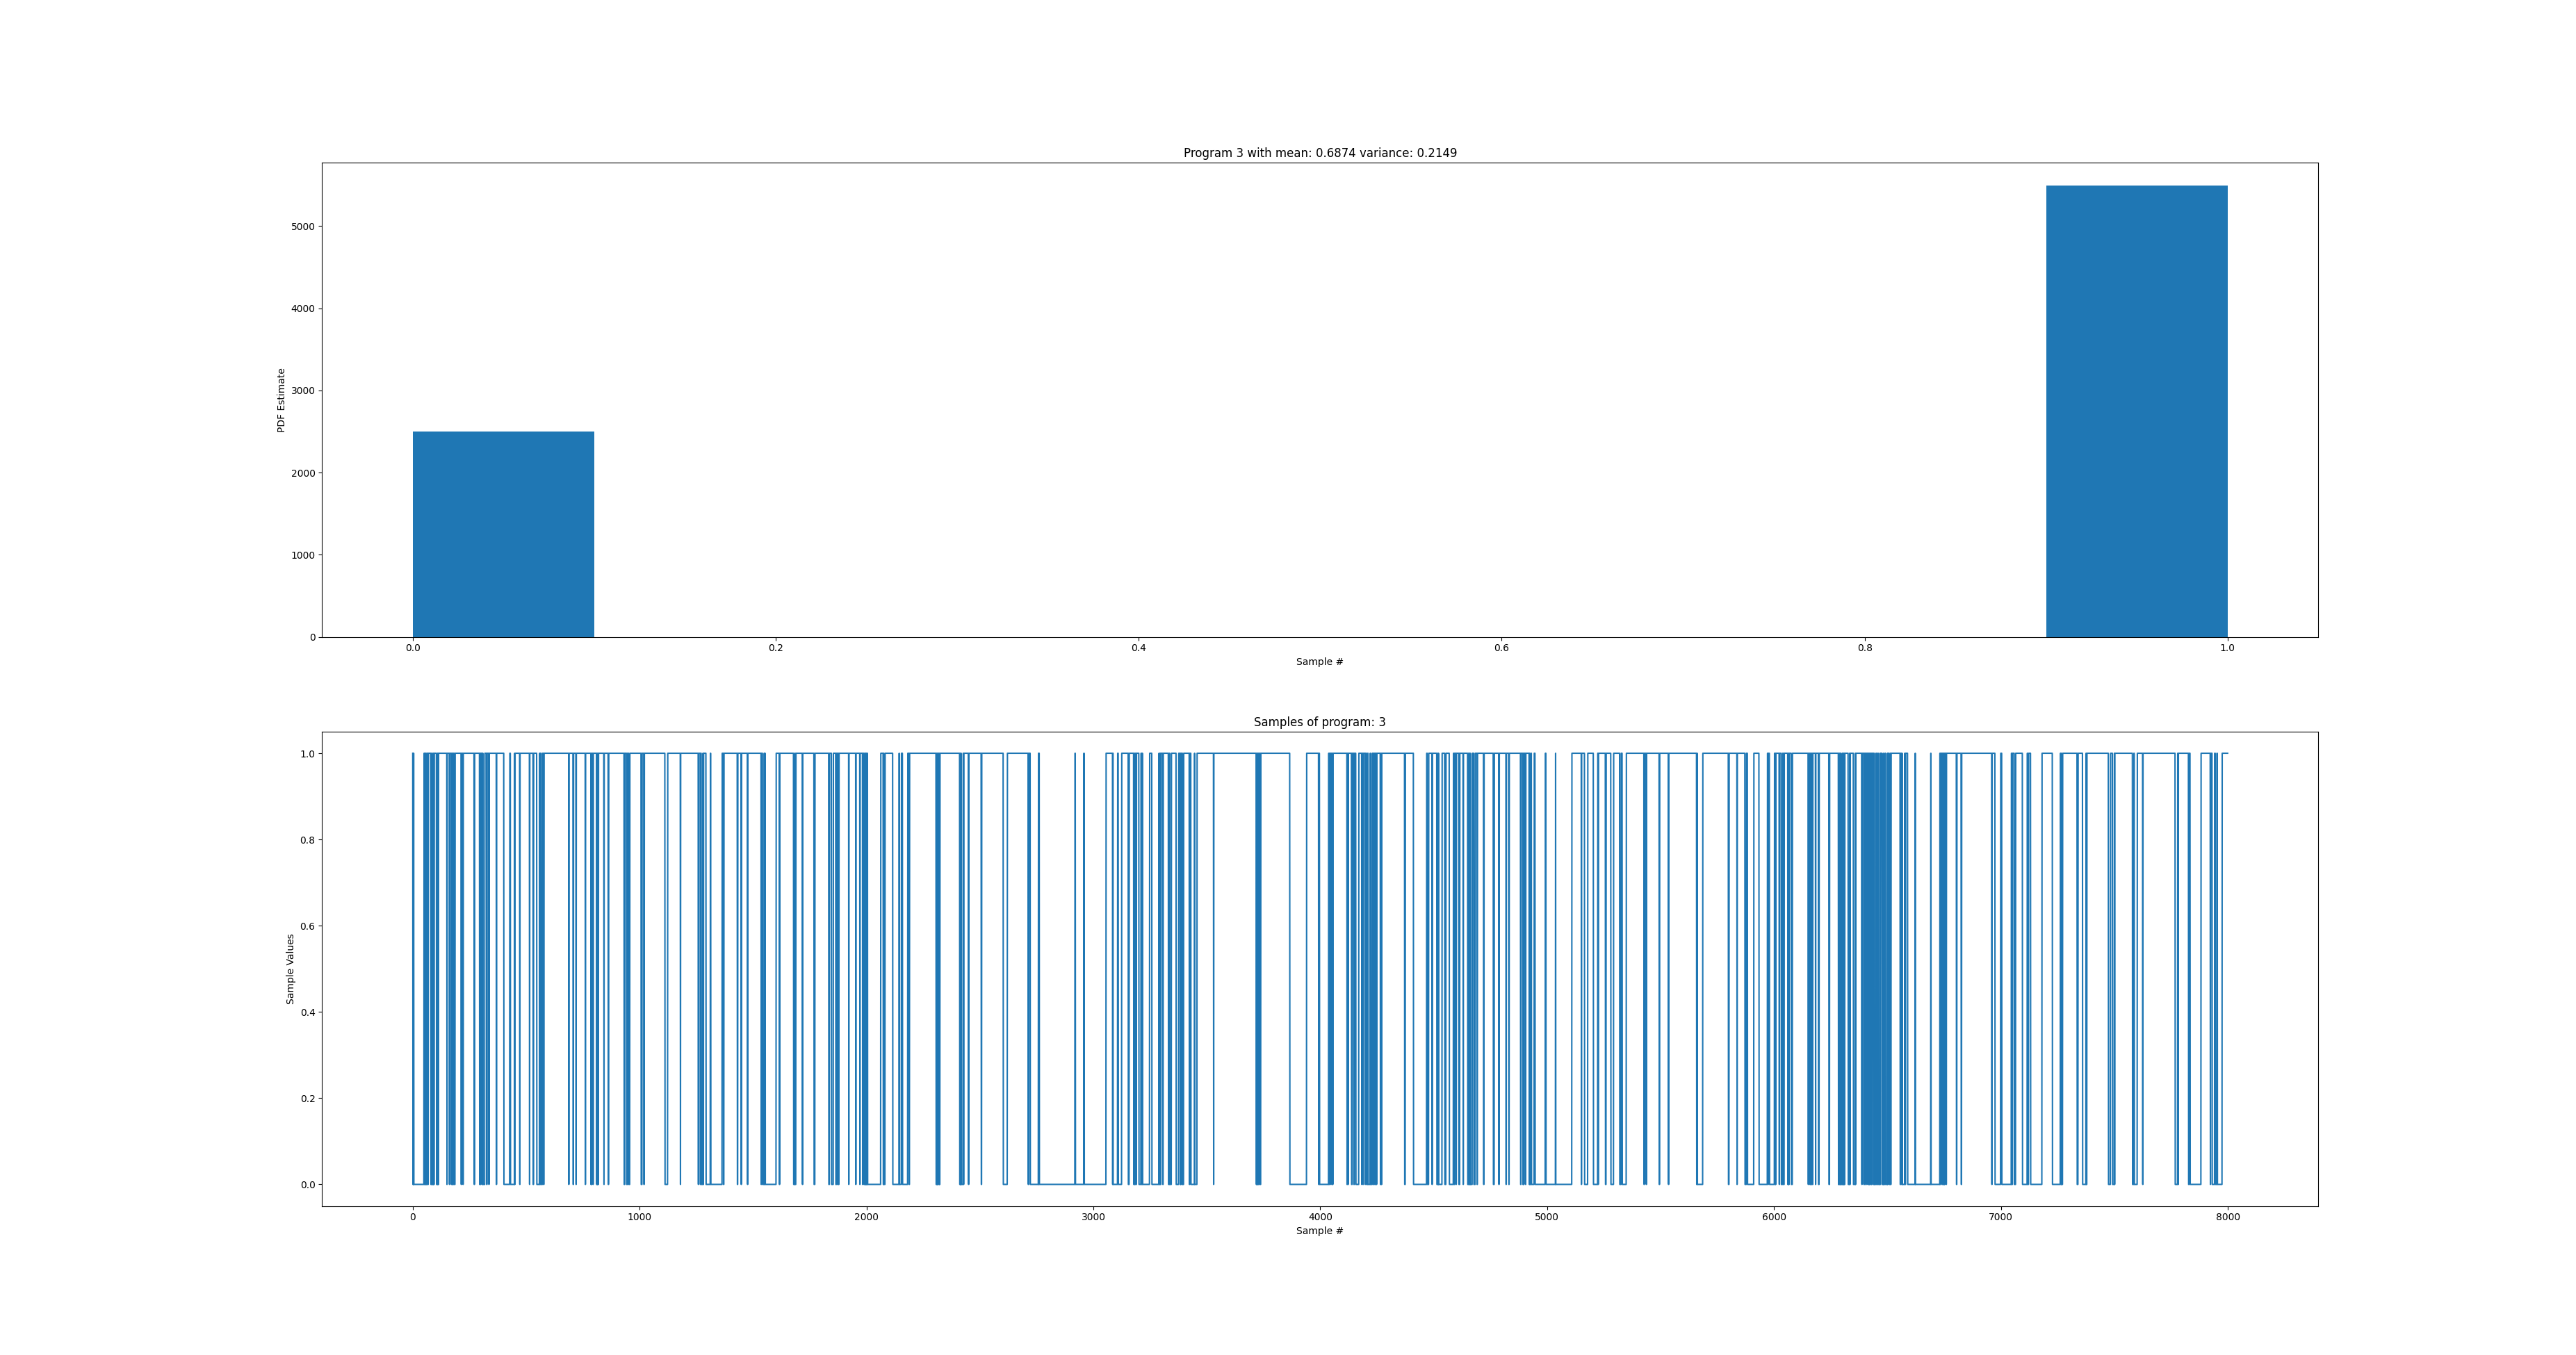 Program 3 with mean: 0.6874 variance: 0.2149
PDF Estimate
5000
4000
3000
2000
1000
0
0.0 0.2 0.4 0.6 0.8 1.0
Sample #
Samples of program: 3
Sample Values
1.0
0.8
0.6
0.4
0.2
0.0
0 1000 2000 3000 4000 5000 6000 7000 8000
Sample #